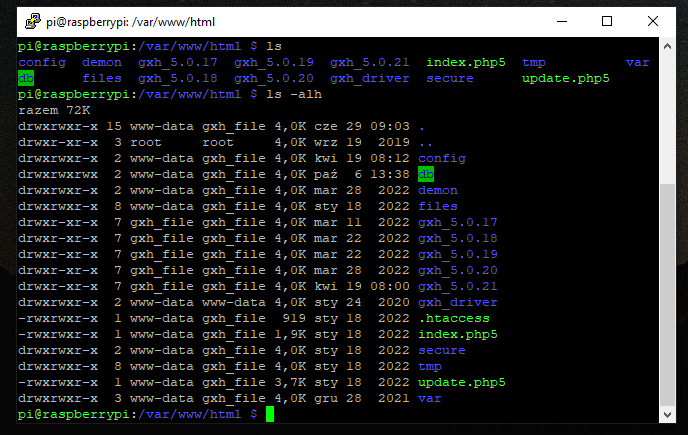 pi@raspberrypi: /var/www/html
pi@raspberrypi:/var/www/html $ ls
config  demon  gxh_5.0.17  gxh_5.0.19  gxh_5.0.21  index.php5  tmp         var
db      files  gxh_5.0.18  gxh_5.0.20  gxh_driver  secure      update.php5
pi@raspberrypi:/var/www/html $ ls -alh
razem 72K
drwxrwxr-x 15 www-data gxh_file 4,0K cze 29 09:03 .
drwxr-xr-x  3 root     root     4,0K wrz 19  2019 ..
drwxrwxr-x  2 www-data gxh_file 4,0K kwi 19 08:12 config
drwxrwxrwx  2 www-data gxh_file 4,0K paź  6 13:38 db
drwxrwxr-x  2 www-data gxh_file 4,0K mar 28  2022 demon
drwxrwxr-x  8 www-data gxh_file 4,0K sty 18  2022 files
drwxr-xr-x  7 gxh_file gxh_file 4,0K mar 11  2022 gxh_5.0.17
drwxr-xr-x  7 gxh_file gxh_file 4,0K mar 22  2022 gxh_5.0.18
drwxr-xr-x  7 gxh_file gxh_file 4,0K mar 22  2022 gxh_5.0.19
drwxr-xr-x  7 gxh_file gxh_file 4,0K mar 28  2022 gxh_5.0.20
drwxr-xr-x  7 gxh_file gxh_file 4,0K kwi 19 08:00 gxh_5.0.21
drwxrwxr-x  2 www-data www-data 4,0K sty 24  2020 gxh_driver
-rwxrwxr-x  1 www-data gxh_file  919 sty 18  2022 .htaccess
-rwxrwxr-x  1 www-data gxh_file 1,9K sty 18  2022 index.php5
drwxrwxr-x  2 www-data gxh_file 4,0K sty 18  2022 secure
drwxrwxr-x  8 www-data gxh_file 4,0K sty 18  2022 tmp
-rwxrwxr-x  1 www-data gxh_file 3,7K sty 18  2022 update.php5
drwxrwxr-x  3 www-data gxh_file 4,0K gru 28  2021 var
pi@raspberrypi:/var/www/html $